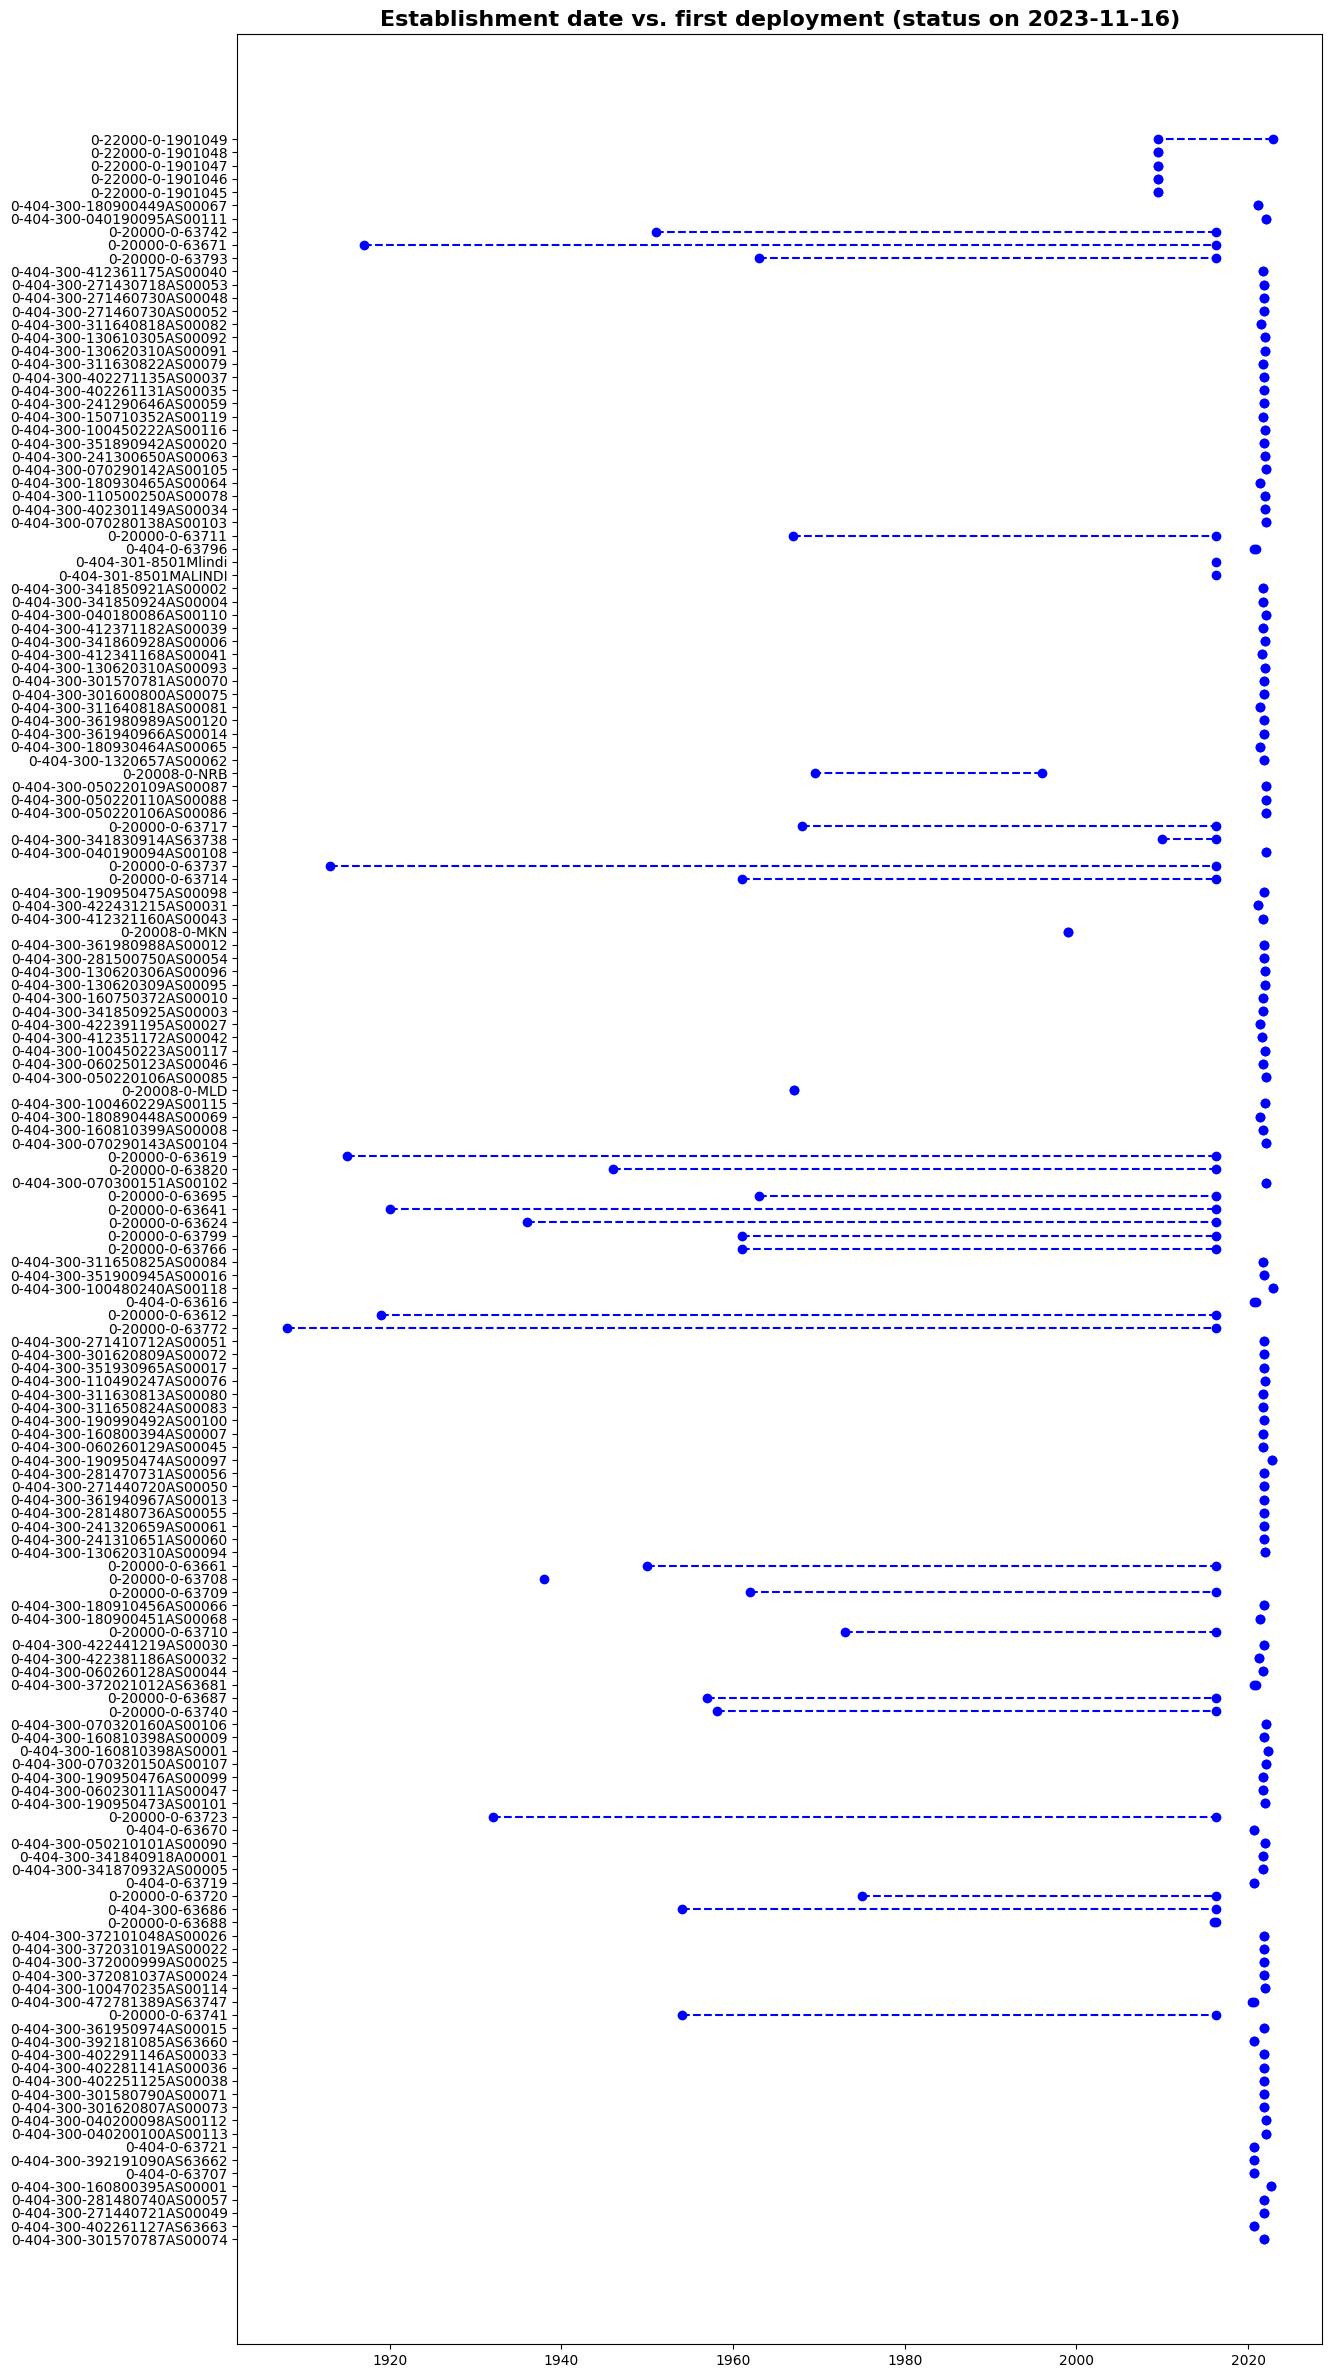 Establishment date vs. first deployment (status on 2023-11-16)
0-22000-0-1901049
0-22000-0-1901048
0-22000-0-1901047
0-22000-0-1901046
0-22000-0-1901045
0-404-300-180900449AS00067
0-404-300-040190095AS00111
0-20000-0-63742
0-20000-0-63671
0-20000-0-63793
0-404-300-412361175AS00040
0-404-300-271430718AS00053
0-404-300-271460730AS00048
0-404-300-271460730AS00052
0-404-300-311640818AS00082
0-404-300-130610305AS00092
0-404-300-130620310AS00091
0-404-300-311630822AS00079
0-404-300-402271135AS00037
0-404-300-402261131AS00035
0-404-300-241290646AS00059
0-404-300-150710352AS00119
0-404-300-100450222AS00116
0-404-300-351890942AS00020
0-404-300-241300650AS00063
0-404-300-070290142AS00105
0-404-300-180930465AS00064
0-404-300-110500250AS00078
0-404-300-402301149AS00034
0-404-300-070280138AS00103
0-20000-0-63711
0-404-0-63796
0-404-301-8501Mlindi
0-404-301-8501MALINDI
0-404-300-341850921AS00002
0-404-300-341850924AS00004
0-404-300-040180086AS00110
0-404-300-412371182AS00039
0-404-300-341860928AS00006
0-404-300-412341168AS00041
0-404-300-130620310AS00093
0-404-300-301570781AS00070
0-404-300-301600800AS00075
0-404-300-311640818AS00081
0-404-300-361980989AS00120
0-404-300-361940966AS00014
0-404-300-180930464AS00065
0-404-300-1320657AS00062
0-20008-0-NRB
0-404-300-050220109AS00087
0-404-300-050220110AS00088
0-404-300-050220106AS00086
0-20000-0-63717
0-404-300-341830914AS63738
0-404-300-040190094AS00108
0-20000-0-63737
0-20000-0-63714
0-404-300-190950475AS00098
0-404-300-422431215AS00031
0-404-300-412321160AS00043
0-20008-0-MKN
0-404-300-361980988AS00012
0-404-300-281500750AS00054
0-404-300-130620306AS00096
0-404-300-130620309AS00095
0-404-300-160750372AS00010
0-404-300-341850925AS00003
0-404-300-422391195AS00027
0-404-300-412351172AS00042
0-404-300-100450223AS00117
0-404-300-060250123AS00046
0-404-300-050220106AS00085
0-20008-0-MLD
0-404-300-100460229AS00115
0-404-300-180890448AS00069
0-404-300-160810399AS00008
0-404-300-070290143AS00104
0-20000-0-63619
0-20000-0-63820
0-404-300-070300151AS00102
0-20000-0-63695
0-20000-0-63641
0-20000-0-63624
0-20000-0-63799
0-20000-0-63766
0-404-300-311650825AS00084
0-404-300-351900945AS00016
0-404-300-100480240AS00118
0-404-0-63616
0-20000-0-63612
0-20000-0-63772
0-404-300-271410712AS00051
0-404-300-301620809AS00072
0-404-300-351930965AS00017
0-404-300-110490247AS00076
0-404-300-311630813AS00080
0-404-300-311650824AS00083
0-404-300-190990492AS00100
0-404-300-160800394AS00007
0-404-300-060260129AS00045
0-404-300-190950474AS00097
0-404-300-281470731AS00056
0-404-300-271440720AS00050
0-404-300-361940967AS00013
0-404-300-281480736AS00055
0-404-300-241320659AS00061
0-404-300-241310651AS00060
0-404-300-130620310AS00094
0-20000-0-63661
0-20000-0-63708
0-20000-0-63709
0-404-300-180910456AS00066
0-404-300-180900451AS00068
0-20000-0-63710
0-404-300-422441219AS00030
0-404-300-422381186AS00032
0-404-300-060260128AS00044
0-404-300-372021012AS63681
0-20000-0-63687
0-20000-0-63740
0-404-300-070320160AS00106
0-404-300-160810398AS00009
0-404-300-160810398AS0001
0-404-300-070320150AS00107
0-404-300-190950476AS00099
0-404-300-060230111AS00047
0-404-300-190950473AS00101
0-20000-0-63723
0-404-0-63670
0-404-300-050210101AS00090
0-404-300-341840918A00001
0-404-300-341870932AS00005
0-404-0-63719
0-20000-0-63720
0-404-300-63686
0-20000-0-63688
0-404-300-372101048AS00026
0-404-300-372031019AS00022
0-404-300-372000999AS00025
0-404-300-372081037AS00024
0-404-300-100470235AS00114
0-404-300-472781389AS63747
0-20000-0-63741
0-404-300-361950974AS00015
0-404-300-392181085AS63660
0-404-300-402291146AS00033
0-404-300-402281141AS00036
0-404-300-402251125AS00038
0-404-300-301580790AS00071
0-404-300-301620807AS00073
0-404-300-040200098AS00112
0-404-300-040200100AS00113
0-404-0-63721
0-404-300-392191090AS63662
0-404-0-63707
0-404-300-160800395AS00001
0-404-300-281480740AS00057
0-404-300-271440721AS00049
0-404-300-402261127AS63663
0-404-300-301570787AS00074
1920 1940 1960 1980 2000 2020